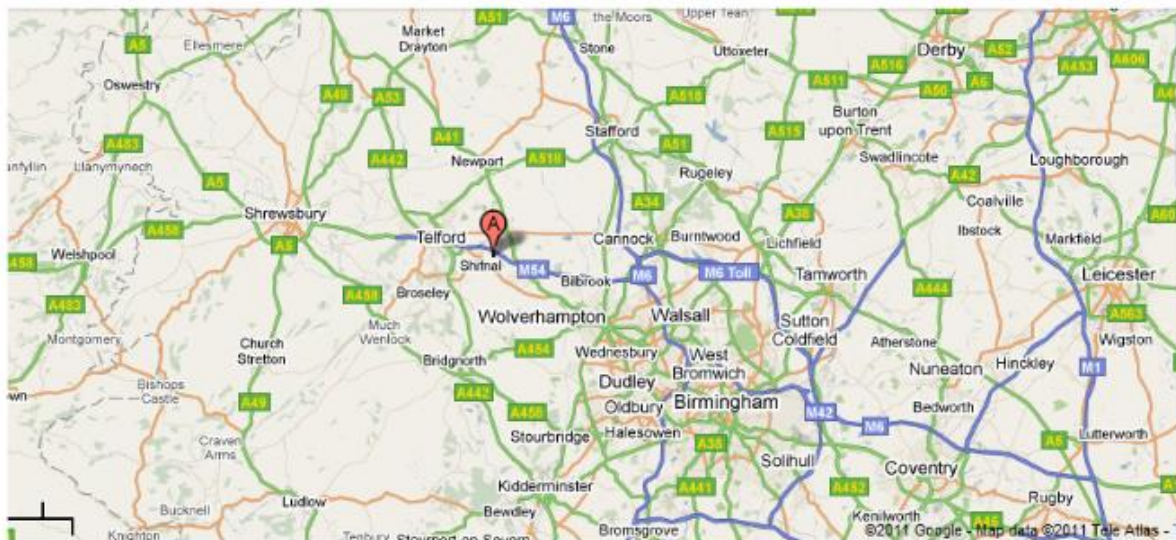 A51
M6
the Moors
Upper Tean
Market
Drayton
Stone
Uttoxeter
Derby
A52
A5
Ellesmere
A516
A453
A606
Oswestry
A49
A53
A518
A511
A50
A6
A41
Burton
upon Trent
Stafford
A51
A515
A483
Llanymynech
A442
Newport
A518
Swadlincote
Loughborough
A5
Rugeley
A42
Coalville
A34
Shrewsbury
A38
A458
A
Telford
Cannock
Burntwood
Lichfield
Ibstock
Markfield
A5
Welshpool
Shifnal
M54
Bilbrook
M6
M6 Toll
Tamworth
Leicester
A458
A483
A458
Broseley
A444
A563
Montgomery
Much
Wenlock
Wolverhampton
Walsall
Sutton
Coldfield
Wigston
Church
Stretton
Bridgnorth
A454
Wednesbury
West
Bromwich
Atherstone
Hinckley
Nuneaton
M1
Bishops
Castle
Dudley
A442
A49
A458
Oldbury
Birmingham
M42
Bedworth
M6
Craven
Arms
Stourbridge
Halesowen
A38
A5
Lutterworth
Solihull
Coventry
Ludlow
Kidderminster
A441
A452
Rugby
Bucknell
Bewdley
Kenilworth
A45
Knighton
Tenbury
Stourport-on-Severn
Bromsgrove
©2011 Google - Map data ©2011 Tele Atlas -